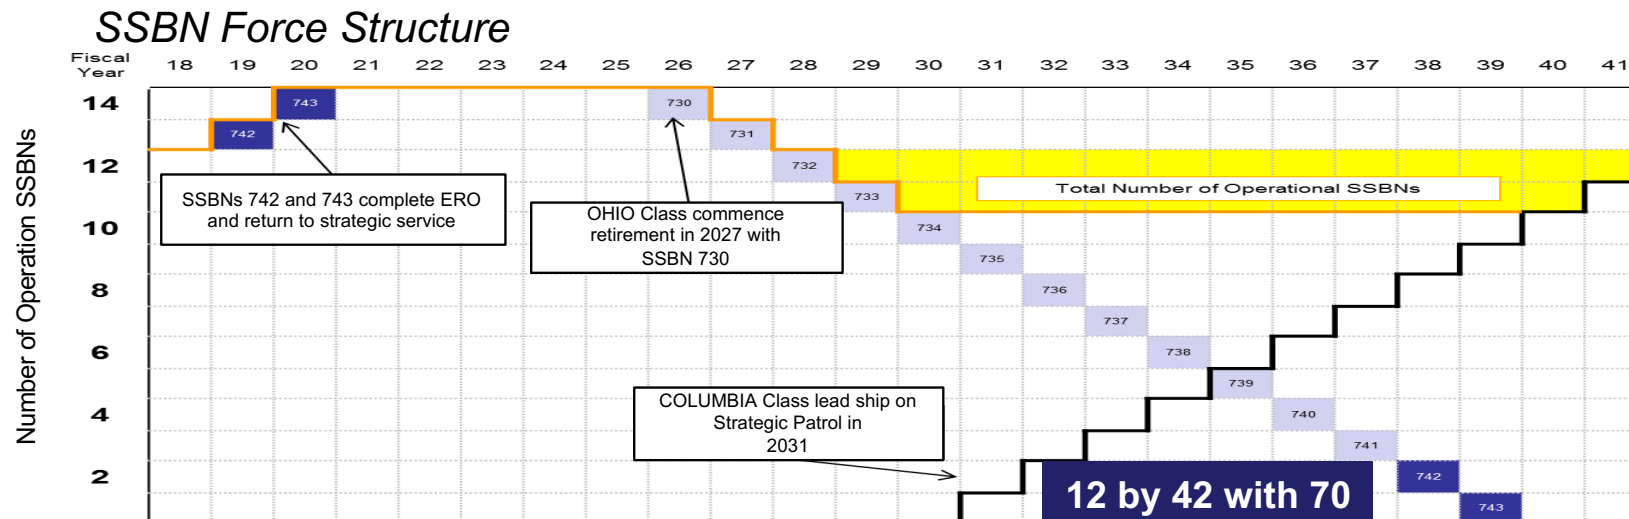 SSBN Force Structure
Fiscal
Year
18 19 20 21 22 23 24 25 26 27 28 29 30 31 32 33 34 35 36 37 38 39 40 41
Number of Operation SSBNs
14
743
730
742
731
12
732
SSBNs 742 and 743 complete ERO
and return to strategic service
Total Number of Operational SSBNs
733
OHIO Class commence
retirement in 2027 with
SSBN 730
10
734
735
8
736
737
6
738
739
COLUMBIA Class lead ship on
Strategic Patrol in
2031
4
740
741
2
742
12 by 42 with 70
743